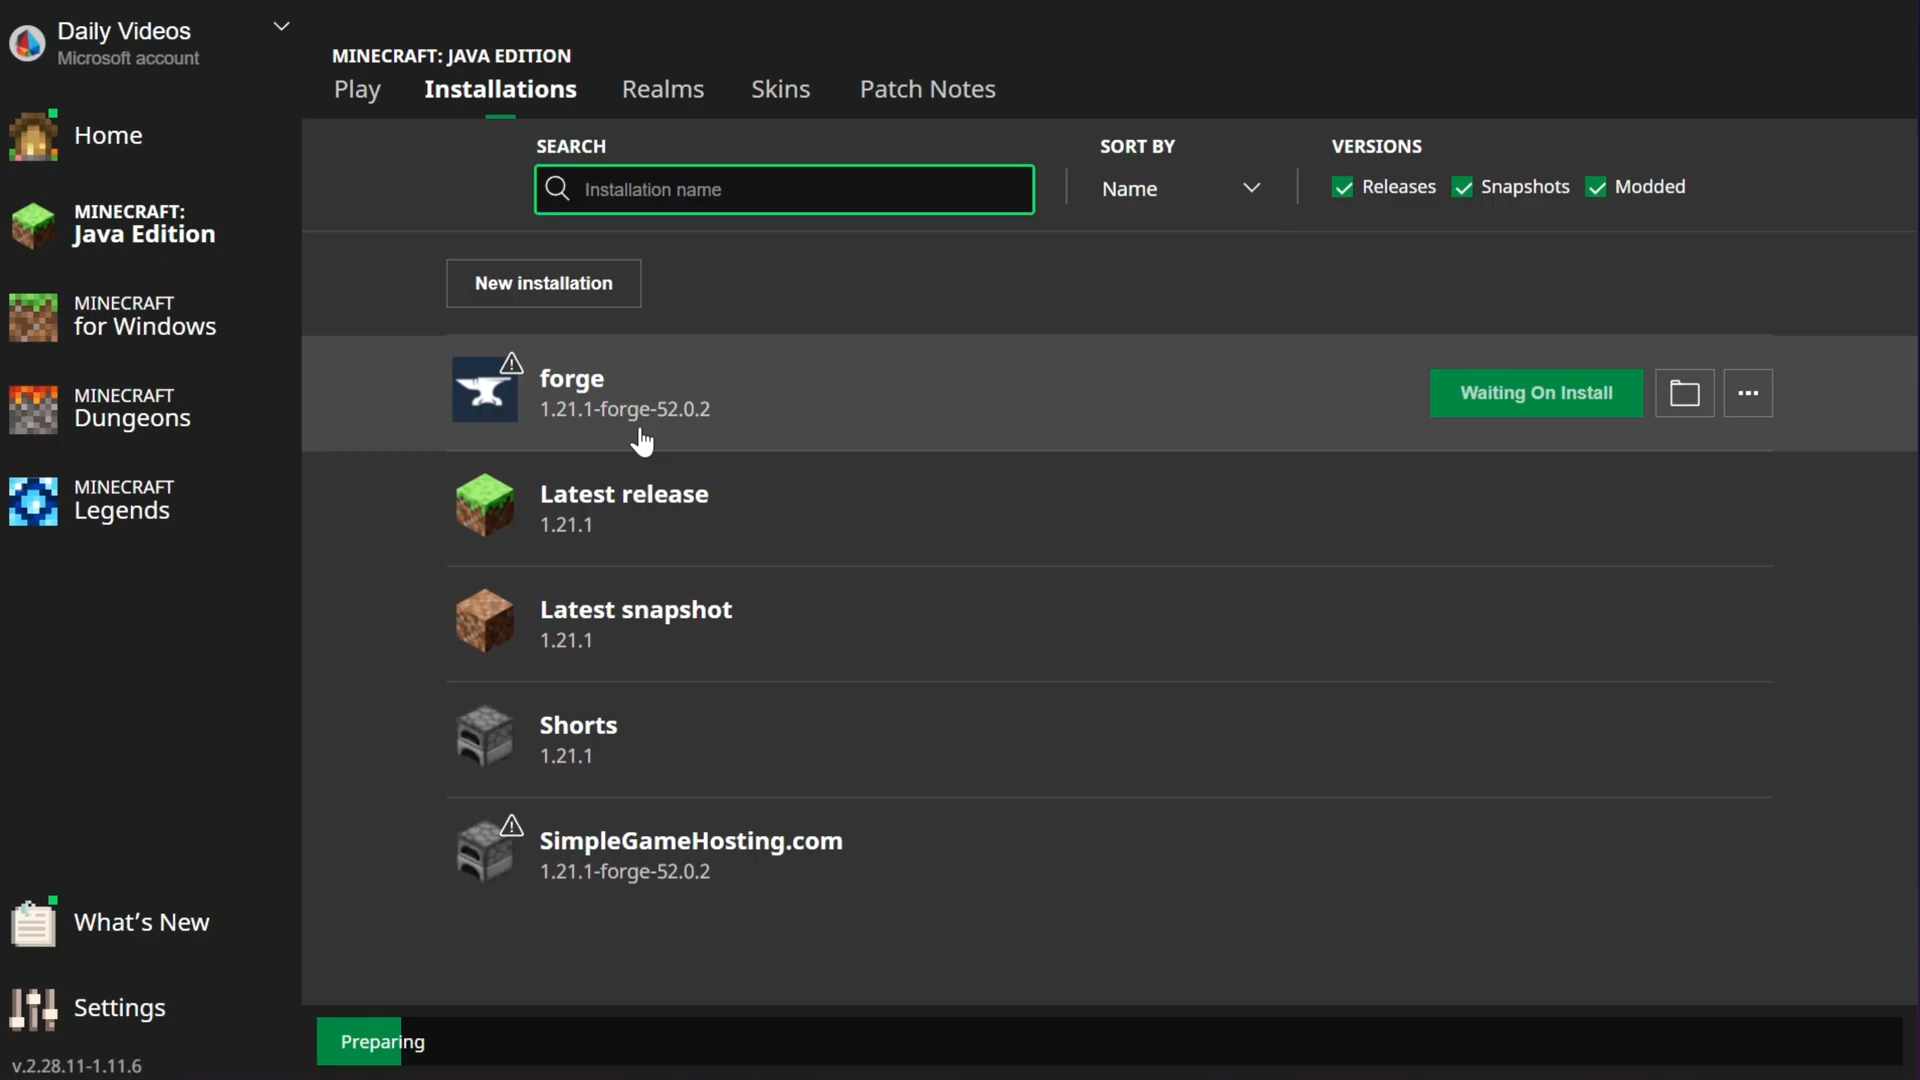 Daily Videos
Microsoft account
Home
MINECRAFT:
Java Edition
MINECRAFT
for Windows
MINECRAFT
Dungeons
MINECRAFT
Legends
What's New
Settings
v.2.28.11-1.11.6
MINECRAFT: JAVA EDITION
Play Installations Realms Skins Patch Notes
SEARCH SORT BY VERSIONS
Installation name Name Releases Snapshots Modded
New installation
forge
1.21.1-forge-52.0.2
Waiting On Install
Latest release
1.21.1
Latest snapshot
1.21.1
Shorts
1.21.1
SimpleGameHosting.com
1.21.1-forge-52.0.2
Preparing